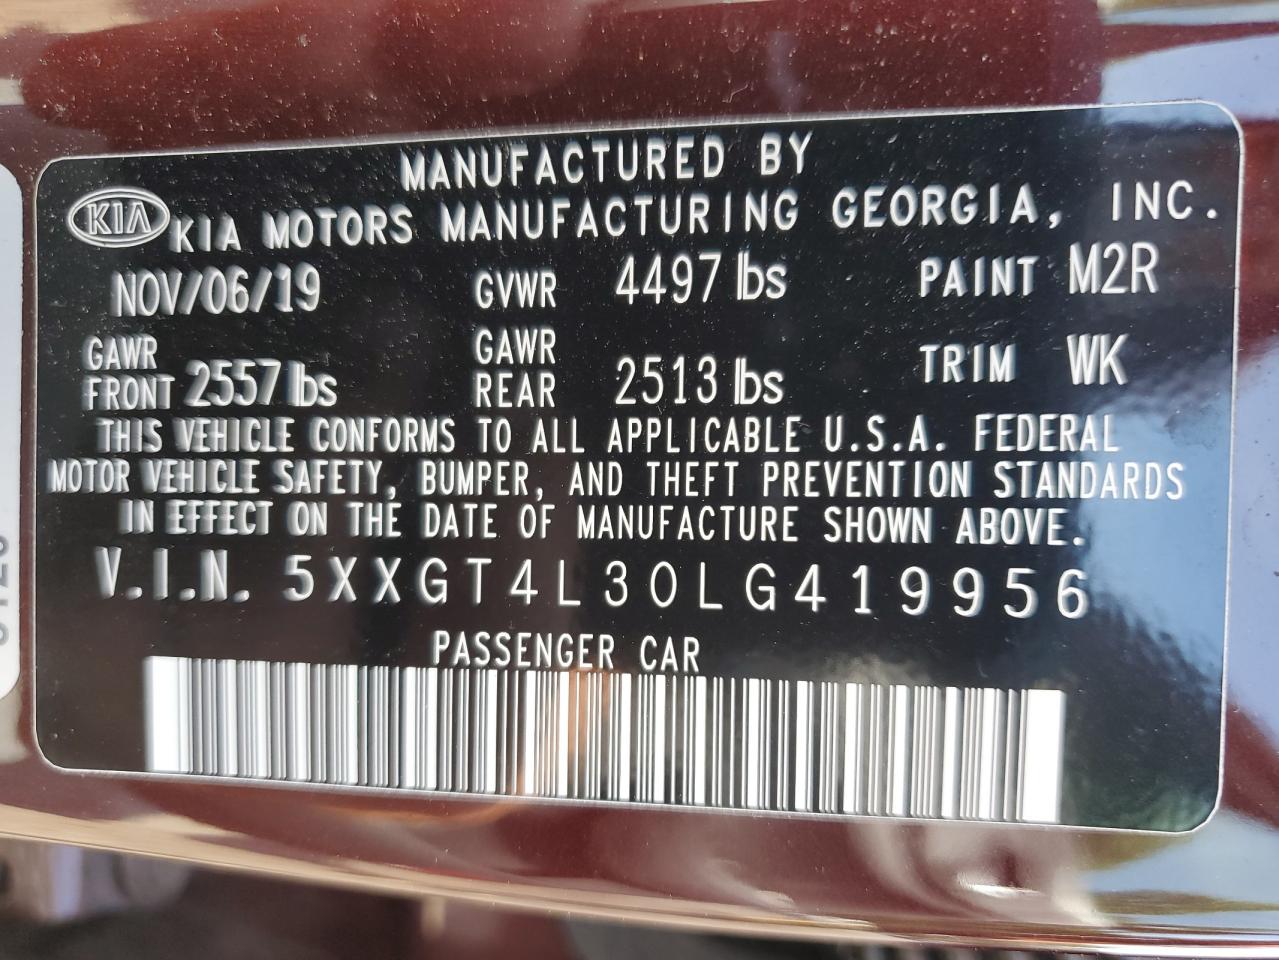 MANUFACTURED BY
KIA KIA MOTORS MANUFACTURING GEORGIA, INC.
NOV/06/19 GVWR 4497 lbs PAINT M2R
GAWR FRONT 2557 lbs GAWR REAR 2513 lbs TRIM WK
THIS VEHICLE CONFORMS TO ALL APPLICABLE U.S.A. FEDERAL
MOTOR VEHICLE SAFETY, BUMPER, AND THEFT PREVENTION STANDARDS
IN EFFECT ON THE DATE OF MANUFACTURE SHOWN ABOVE.
V.I.N. 5XXGT4L30LG419956
PASSENGER CAR